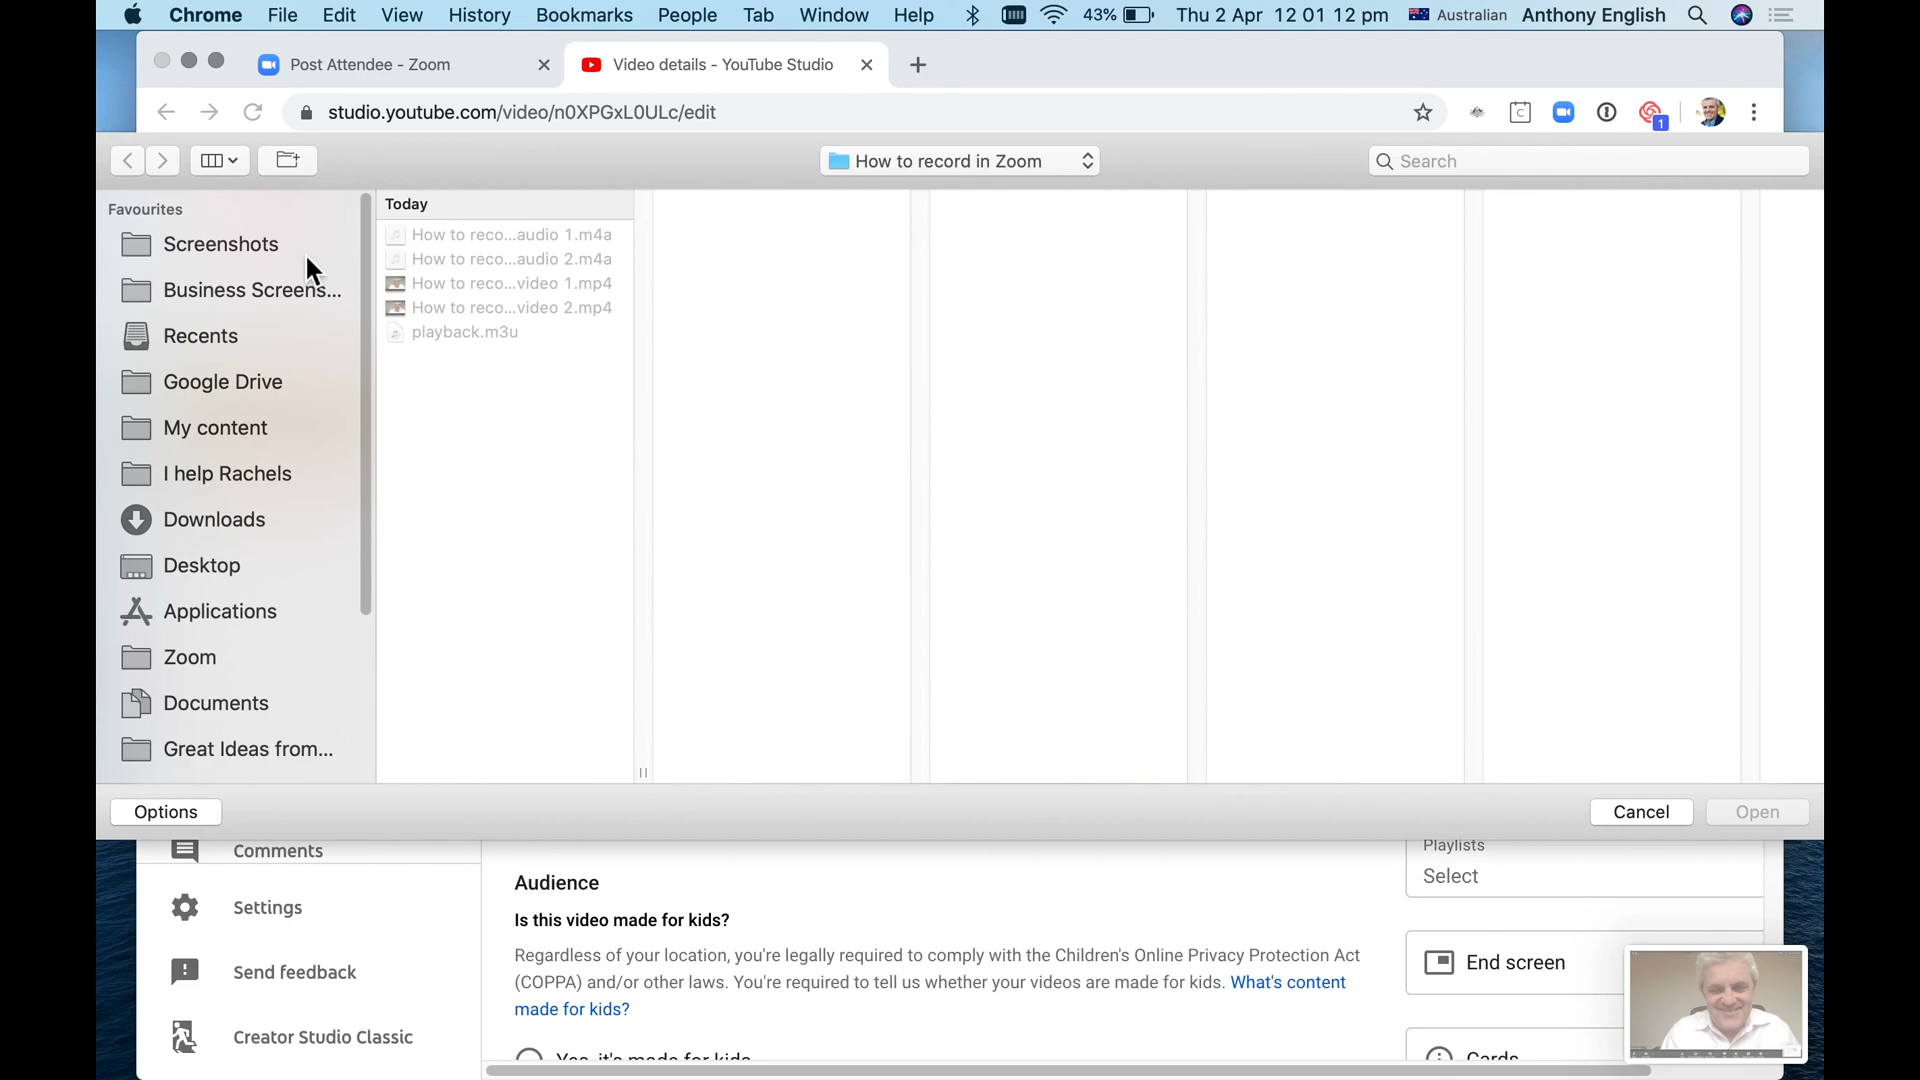 Chrome File Edit View History Bookmarks People Tab Window Help 43% Thu 2 Apr 12 01 12 pm Australian Anthony English
Post Attendee - Zoom Video details - YouTube Studio
studio.youtube.com/video/n0XPGxL0ULc/edit C 1
How to record in Zoom Search
Favourites
Screenshots
Business Screens...
Recents
Google Drive
My content
I help Rachels
Downloads
Desktop
Applications
Zoom
Documents
Great Ideas from...
Today
How to reco...audio 1.m4a
How to reco...audio 2.m4a
How to reco...video 1.mp4
How to reco...video 2.mp4
playback.m3u
Options Cancel Open
Comments
Settings
Send feedback
Creator Studio Classic
Audience
Is this video made for kids?
Regardless of your location, you're legally required to comply with the Children's Online Privacy Protection Act
(COPPA) and/or other laws. You're required to tell us whether your videos are made for kids. What's content
made for kids?
Yes, it's made for kids
Playlists
Select
End screen
Cards